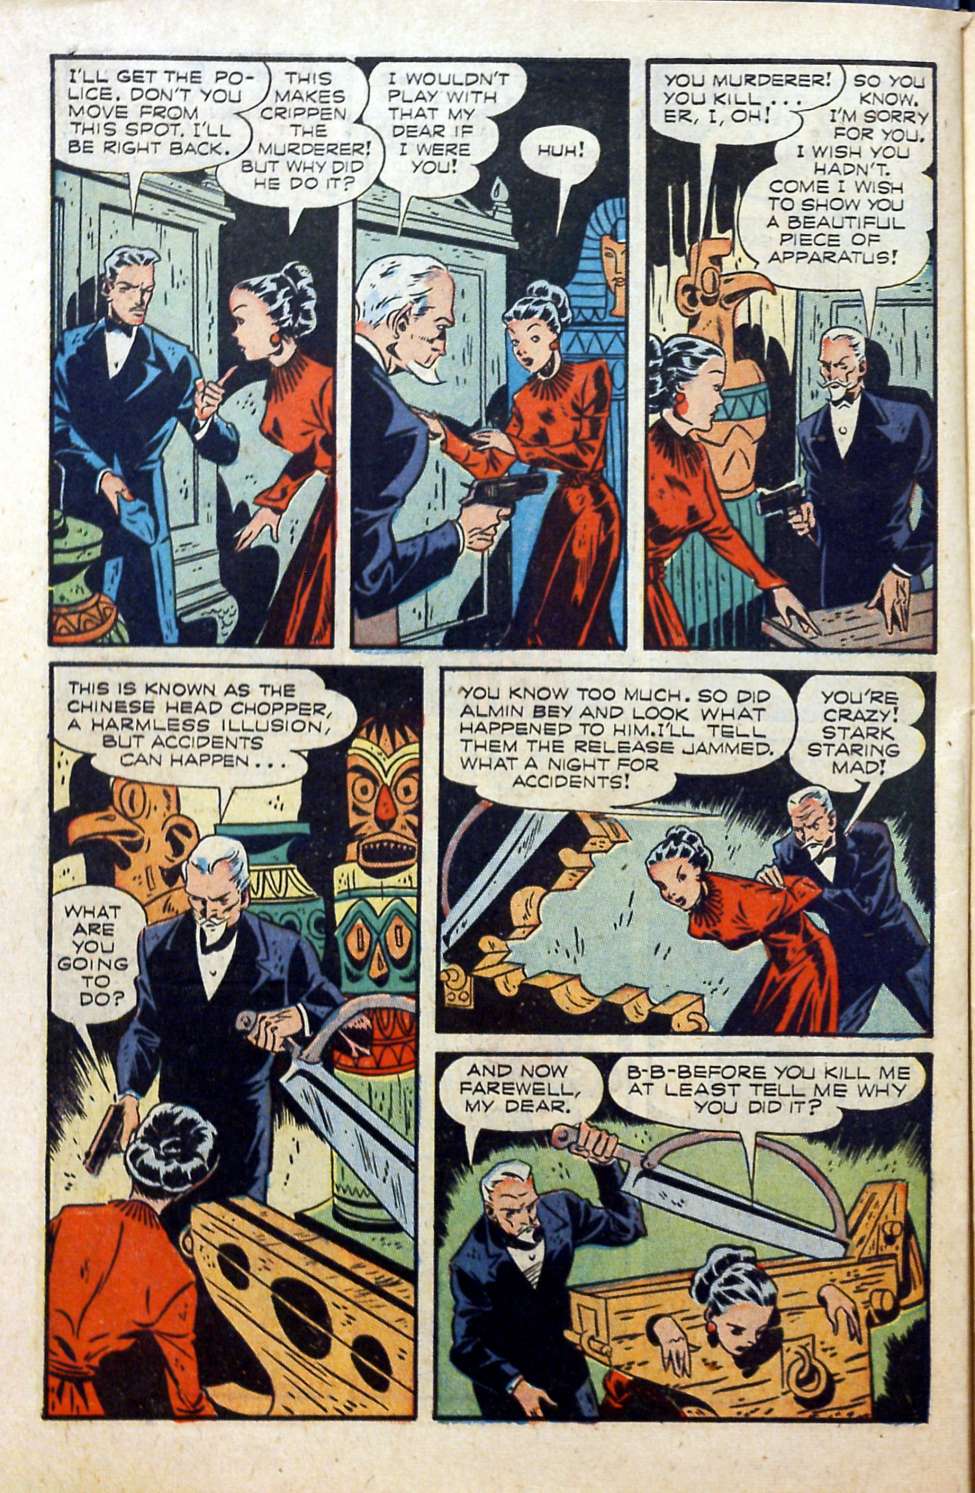 I'LL GET THE PO-
LICE. DON'T YOU
MOVE FROM
THIS SPOT. I'LL
BE RIGHT BACK.
THIS
MAKES
CRIPPEN
THE
MURDERER!
BUT WHY DID
HE DO IT?
I WOULDN'T
PLAY WITH
THAT MY
DEAR IF
I WERE
YOU!
HUH!
YOU MURDERER!
YOU KILL...
ER, I, OH!
SO YOU
KNOW.
I'M SORRY
FOR YOU.
I WISH YOU
HADN'T.
COME I WISH
TO SHOW YOU
A BEAUTIFUL
PIECE OF
APPARATUS!
THIS IS KNOWN AS THE
CHINESE HEAD CHOPPER,
A HARMLESS ILLUSION,
BUT ACCIDENTS
CAN HAPPEN...
WHAT
ARE
YOU
GOING
TO
DO?
YOU KNOW TOO MUCH. SO DID
ALMIN BEY AND LOOK WHAT
HAPPENED TO HIM. I'LL TELL
THEM THE RELEASE JAMMED.
WHAT A NIGHT FOR
ACCIDENTS!
YOU'RE
CRAZY!
STARK
STARING
MAD!
AND NOW
FAREWELL,
MY DEAR.
B-B-BEFORE YOU KILL ME
AT LEAST TELL ME WHY
YOU DID IT?